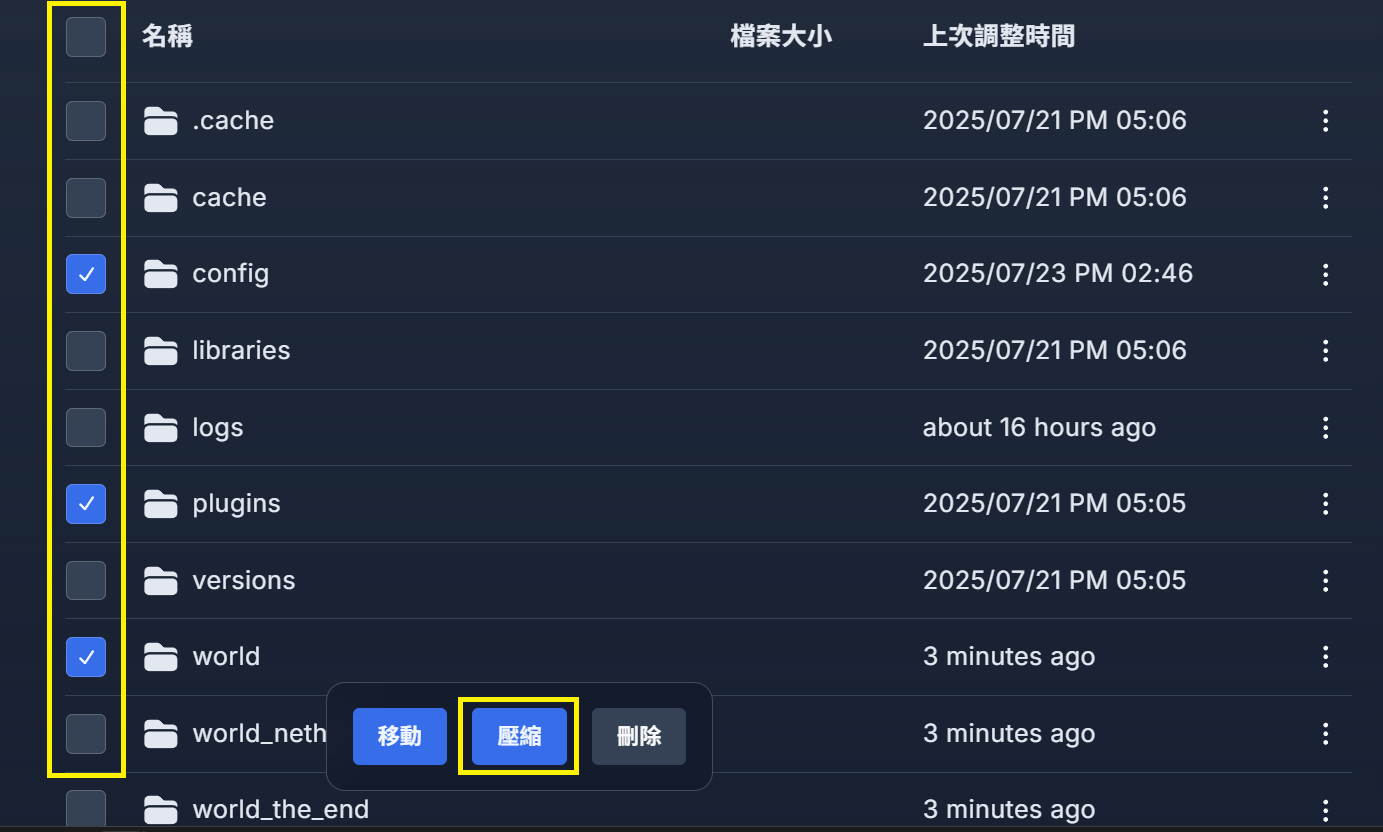 名稱 檔案大小 上次調整時間
.cache 2025/07/21 PM 05:06
cache 2025/07/21 PM 05:06
config 2025/07/23 PM 02:46
libraries 2025/07/21 PM 05:06
logs about 16 hours ago
plugins 2025/07/21 PM 05:05
versions 2025/07/21 PM 05:05
world 3 minutes ago
world_neth 3 minutes ago
移動 壓縮 刪除
world_the_end 3 minutes ago